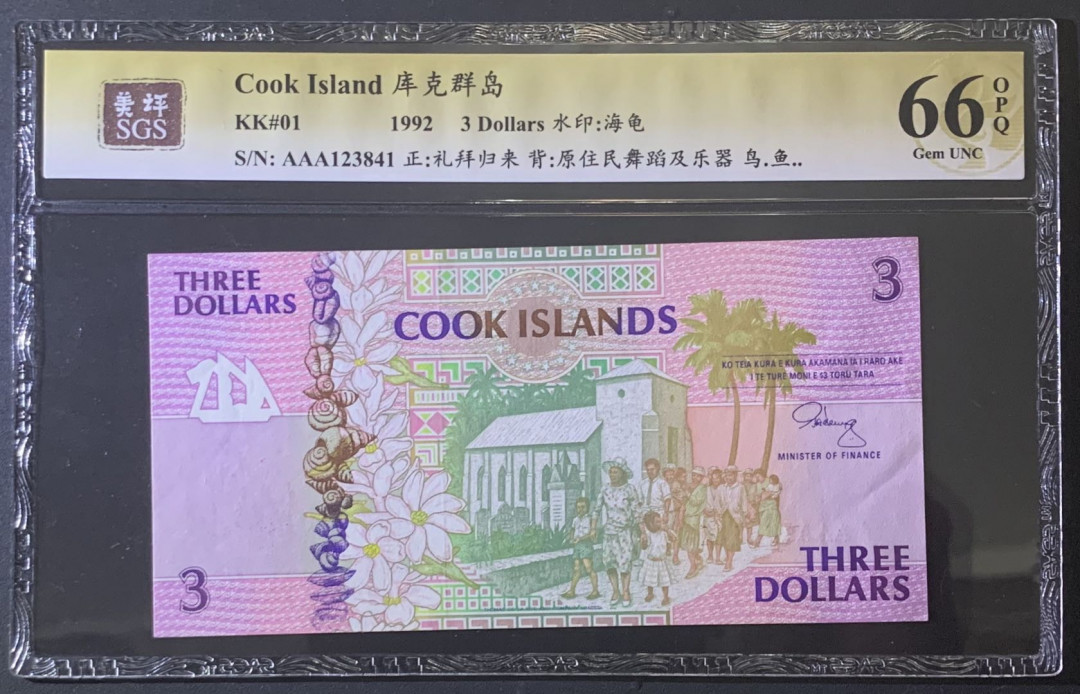 美评
SGS
Cook Island 库克群岛
KK#01 1992 3 Dollars 水印:海龟
S/N: AAA123841 正:礼拜归来 背:原住民舞蹈及乐器 鸟.鱼..
66 OPQ
Gem UNC
THREE
DOLLARS
3
COOK ISLANDS
KO TEIA KURA E KURA AKAMANA IA I RARO AKE
I TE TURE MONI E $3 TORU TARA
MINISTER OF FINANCE
3
THREE
DOLLARS